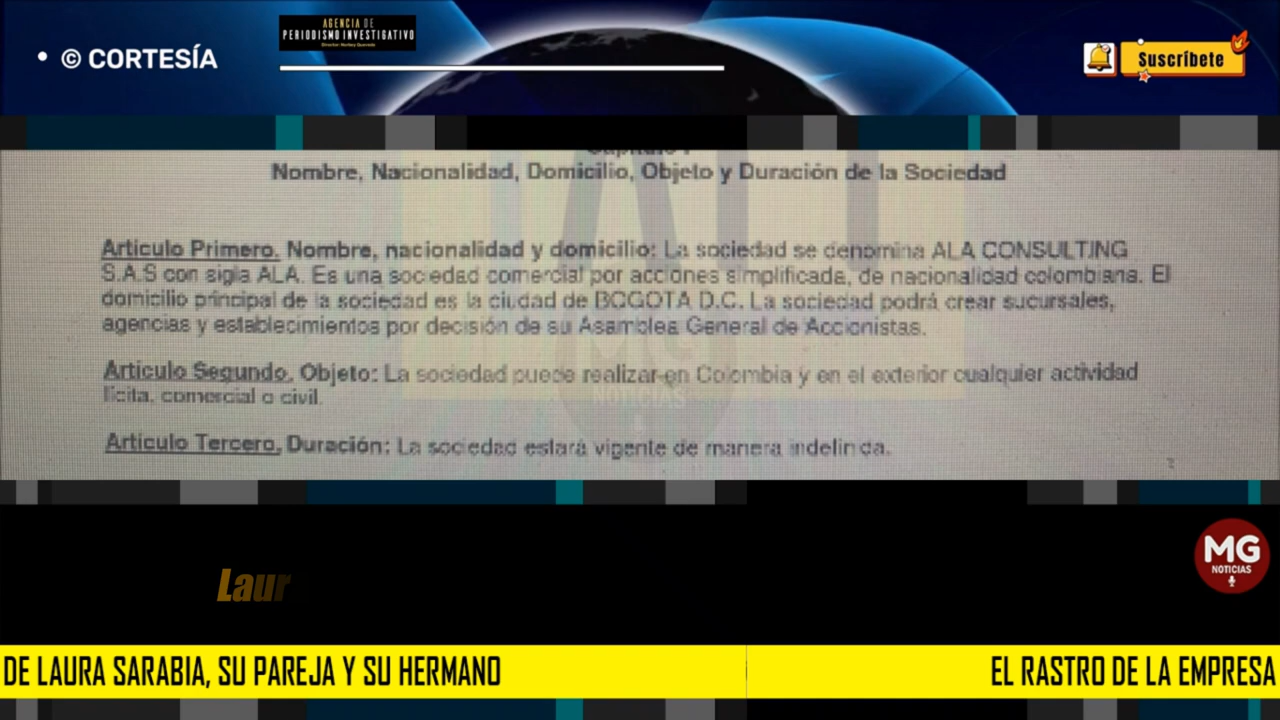 AGENCIA DE
PERIODISMO INVESTIGATIVO
• © CORTESÍA
Suscríbete
Nombre, Nacionalidad, Domicilio, Objeto y Duración de la Sociedad
Artículo Primero. Nombre, nacionalidad y domicilio: La sociedad se denomina ALA CONSULTING
S.A.S con sigla ALA. Es una sociedad comercial por acciones simplificada, de nacionalidad colombiana. El
domicilio principal de la sociedad es la ciudad de BOGOTA D.C. La sociedad podrá crear sucursales,
agencias y establecimientos por decisión de su Asamblea General de Accionistas.
Artículo Segundo. Objeto: La sociedad puede realizar en Colombia y en el exterior cualquier actividad
lícita, comercial o civil.
Artículo Tercero. Duración: La sociedad estará vigente de manera indefinida.
MG
NOTICIAS
MG
NOTICIAS
Laur
DE LAURA SARABIA, SU PAREJA Y SU HERMANO
EL RASTRO DE LA EMPRESA